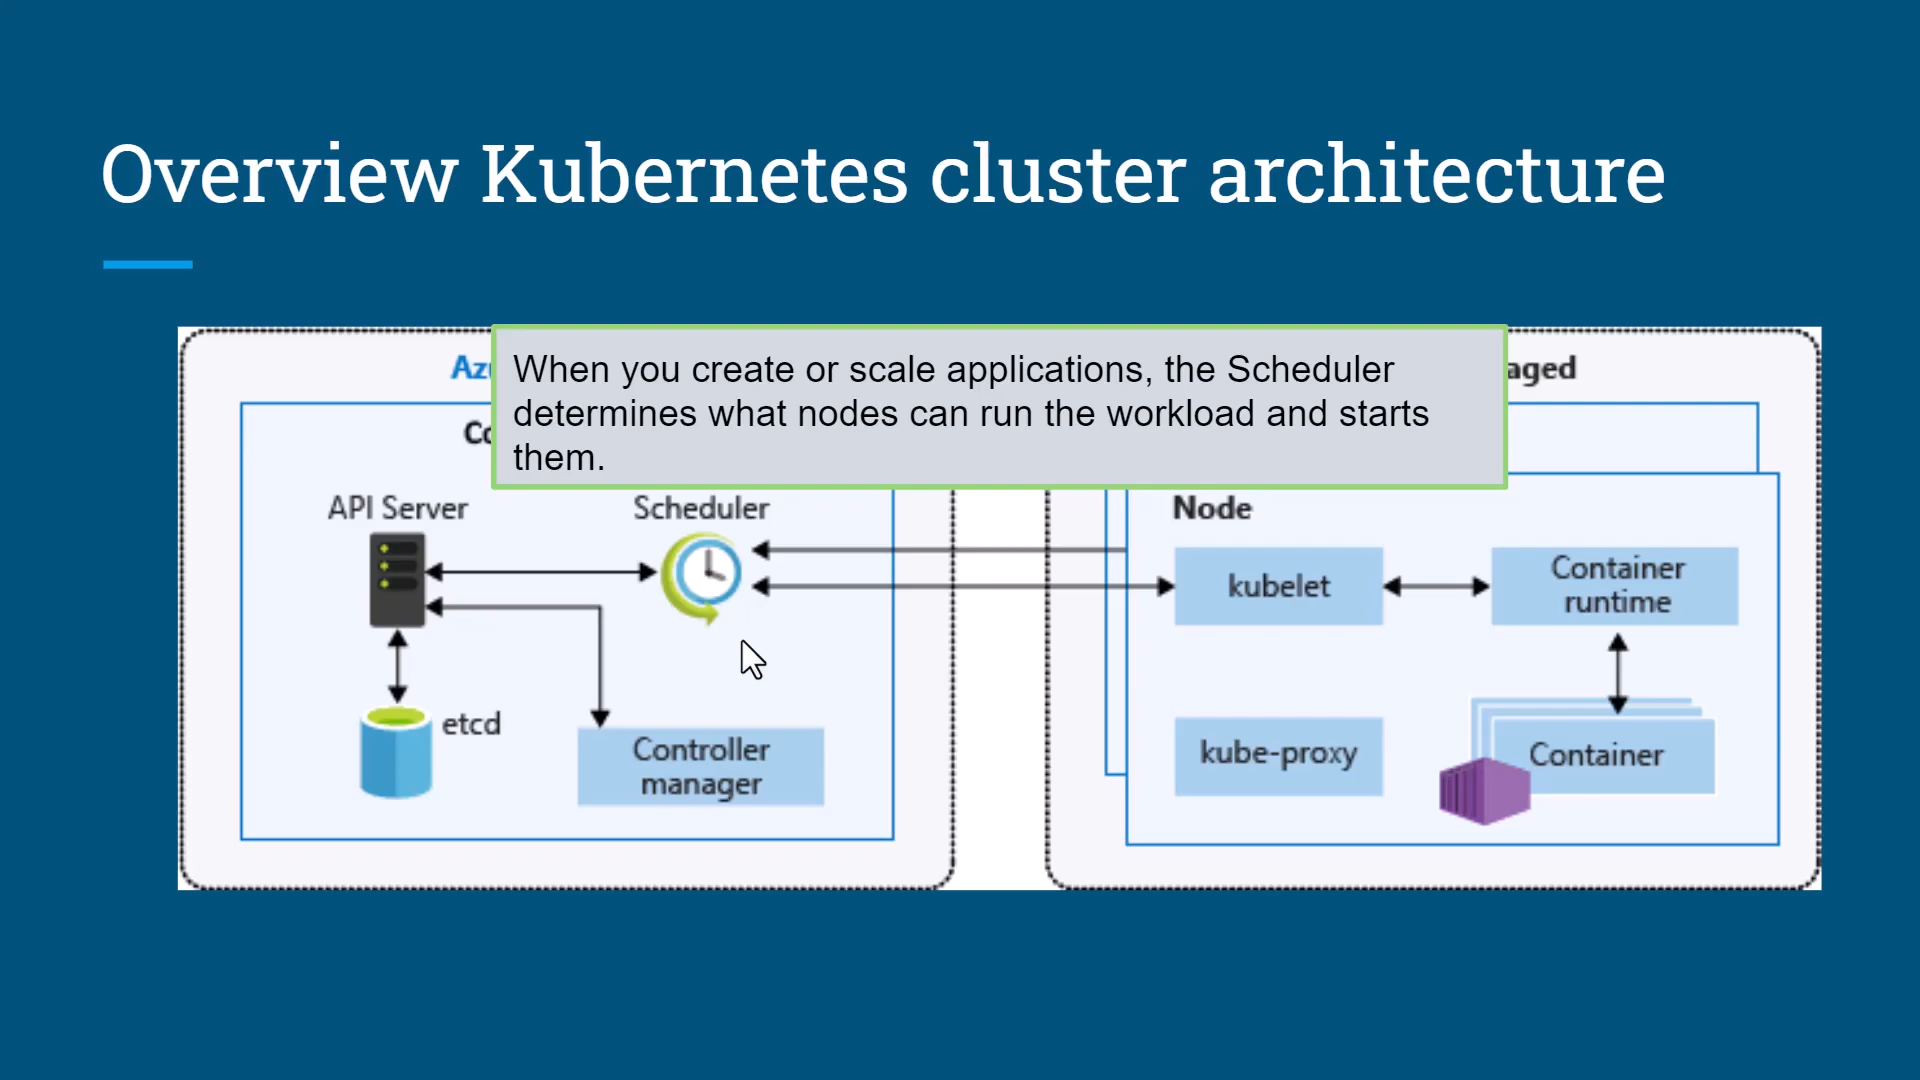 Overview Kubernetes cluster architecture
When you create or scale applications, the Scheduler
determines what nodes can run the workload and starts
them.
API Server
Scheduler
etcd
Controller
manager
Node
kubelet
Container
runtime
kube-proxy
Container